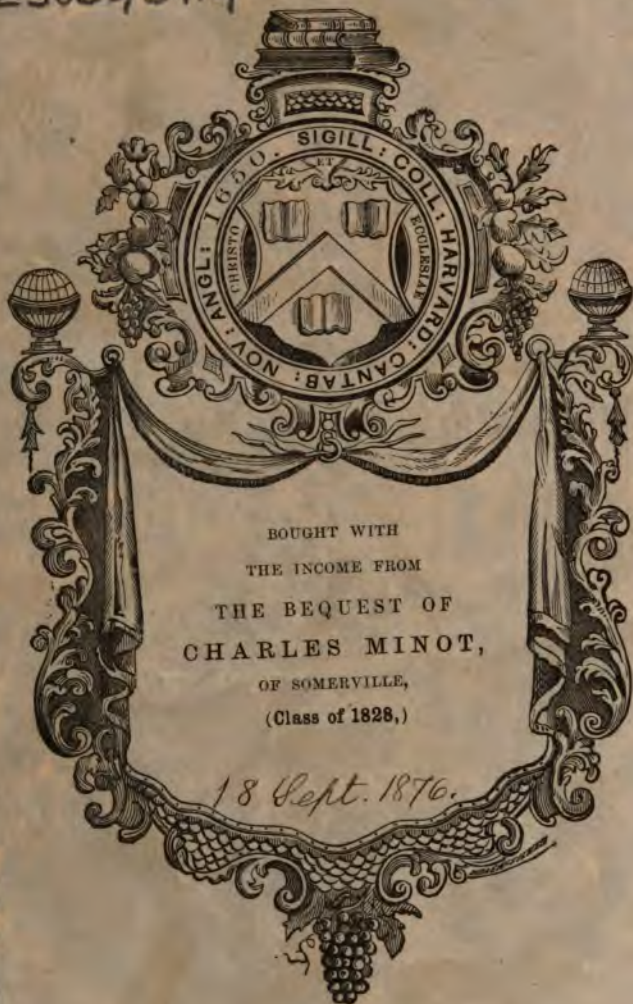 SIGILL: COLL: HARVARD: CANTAB: NOV: ANGL: 1650.
ET
CHRISTO
ECCLESIAE
BOUGHT WITH
THE INCOME FROM
THE BEQUEST OF
CHARLES MINOT,
OF SOMERVILLE,
(Class of 1828,)
18 Sept. 1876.